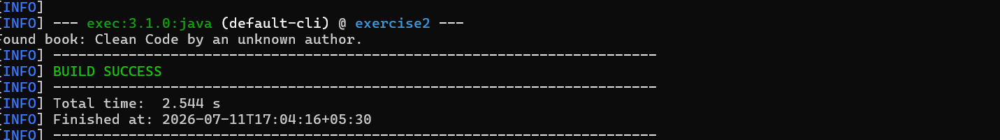 [INFO]
[INFO] --- exec:3.1.0:java (default-cli) @ exercise2 ---
Found book: Clean Code by an unknown author.
[INFO] ------------------------------------------------------------------------
[INFO] BUILD SUCCESS
[INFO] ------------------------------------------------------------------------
[INFO] Total time:  2.544 s
[INFO] Finished at: 2026-07-11T17:04:16+05:30
[INFO] ------------------------------------------------------------------------